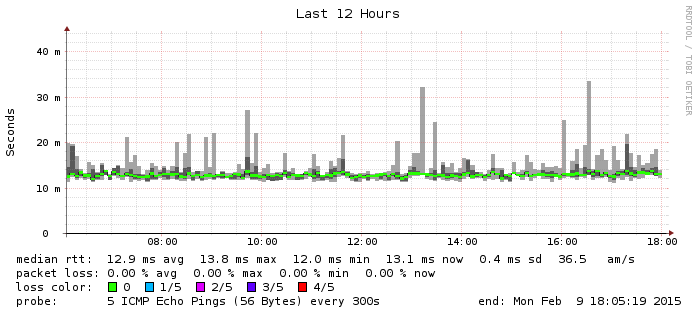 Last 12 Hours
RRDTOOL / TOBI OETIKER
Seconds
40 m
30 m
20 m
10 m
0
08:00 10:00 12:00 14:00 16:00 18:00
median rtt: 12.9 ms avg 13.8 ms max 12.0 ms min 13.1 ms now 0.4 ms sd 36.5 am/s
packet loss: 0.00 % avg 0.00 % max 0.00 % min 0.00 % now
loss color: 0 1/5 2/5 3/5 4/5
probe: 5 ICMP Echo Pings (56 Bytes) every 300s end: Mon Feb 9 18:05:19 2015